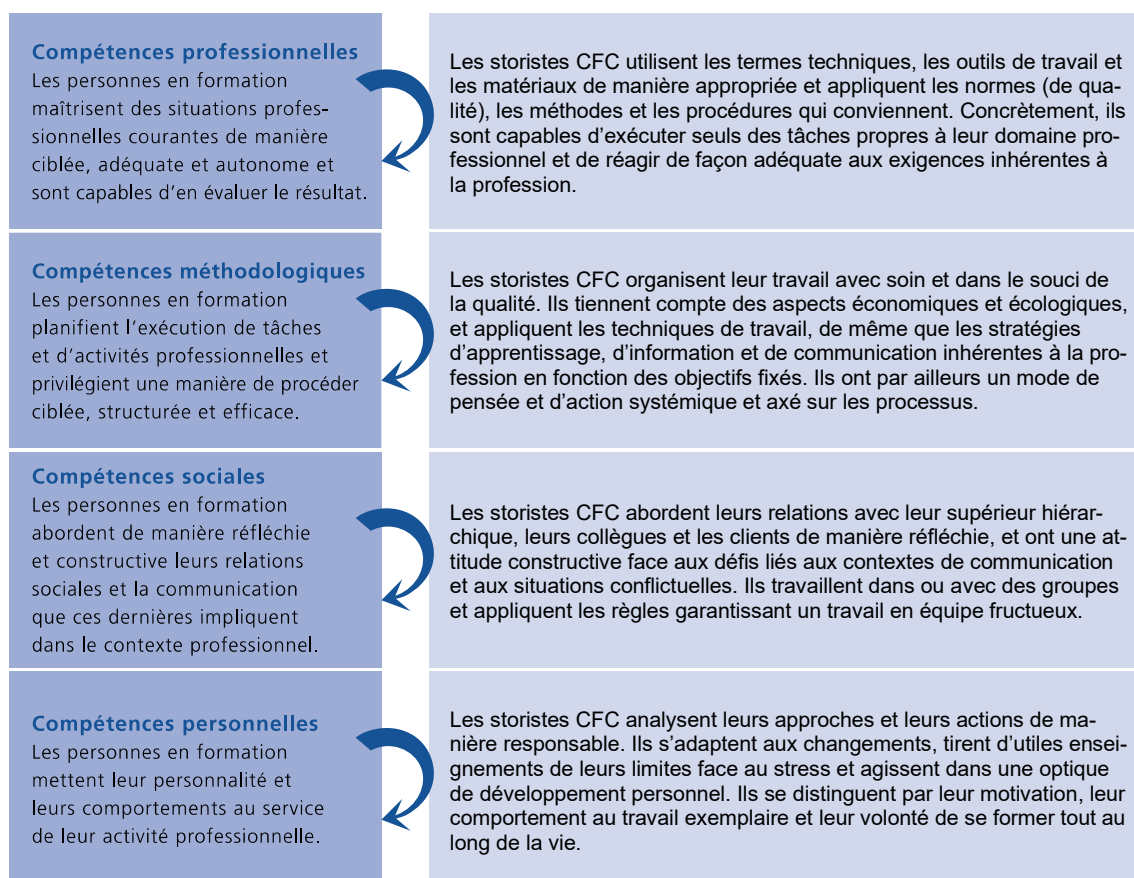 Compétences professionnelles
Les personnes en formation
maîtrisent des situations profes-
sionnelles courantes de manière
ciblée, adéquate et autonome et
sont capables d'en évaluer le résultat.
Les storistes CFC utilisent les termes techniques, les outils de travail et
les matériaux de manière appropriée et appliquent les normes (de qua-
lité), les méthodes et les procédures qui conviennent. Concrètement, ils
sont capables d'exécuter seuls des tâches propres à leur domaine pro-
fessionnel et de réagir de façon adéquate aux exigences inhérentes à
la profession.
Compétences méthodologiques
Les personnes en formation
planifient l'exécution de tâches
et d'activités professionnelles et
privilégient une manière de procéder
ciblée, structurée et efficace.
Les storistes CFC organisent leur travail avec soin et dans le souci de
la qualité. Ils tiennent compte des aspects économiques et écologiques,
et appliquent les techniques de travail, de même que les stratégies
d'apprentissage, d'information et de communication inhérentes à la pro-
fession en fonction des objectifs fixés. Ils ont par ailleurs un mode de
pensée et d'action systémique et axé sur les processus.
Compétences sociales
Les personnes en formation
abordent de manière réfléchie
et constructive leurs relations
sociales et la communication
que ces dernières impliquent
dans le contexte professionnel.
Les storistes CFC abordent leurs relations avec leur supérieur hiérar-
chique, leurs collègues et les clients de manière réfléchie, et ont une at-
titude constructive face aux défis liés aux contextes de communication
et aux situations conflictuelles. Ils travaillent dans ou avec des groupes
et appliquent les règles garantissant un travail en équipe fructueux.
Compétences personnelles
Les personnes en formation
mettent leur personnalité et
leurs comportements au service
de leur activité professionnelle.
Les storistes CFC analysent leurs approches et leurs actions de ma-
nière responsable. Ils s'adaptent aux changements, tirent d'utiles ensei-
gnements de leurs limites face au stress et agissent dans une optique
de développement personnel. Ils se distinguent par leur motivation, leur
comportement au travail exemplaire et leur volonté de se former tout au
long de la vie.